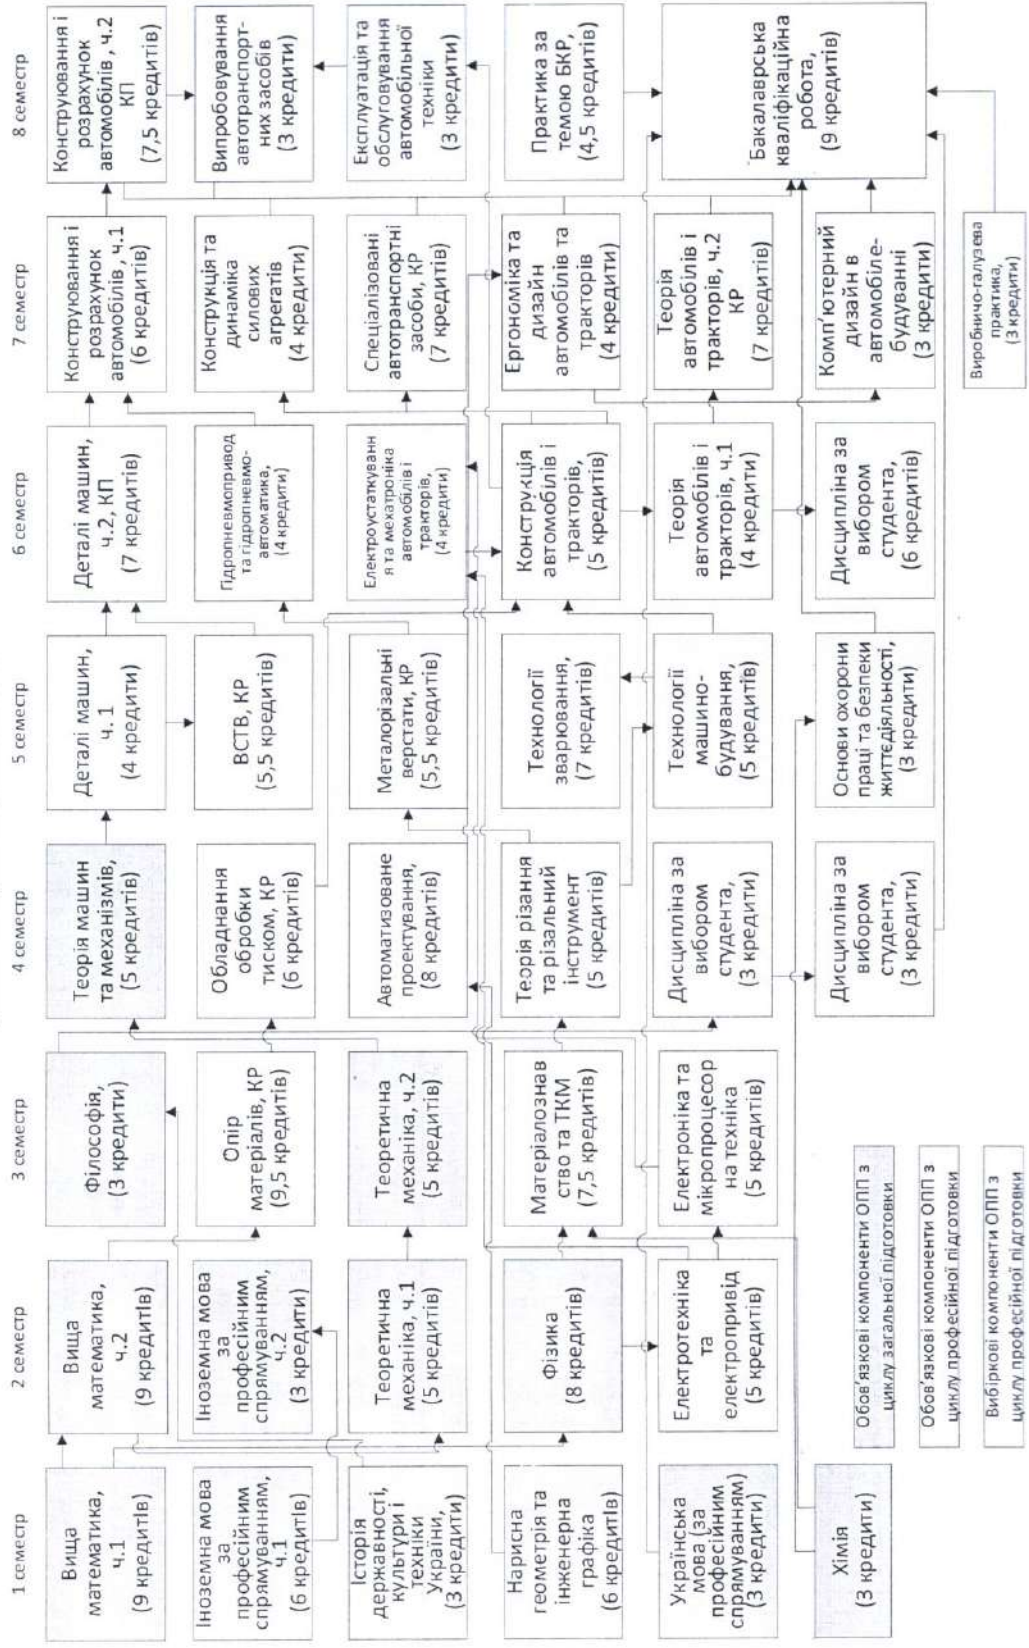 1 семестр
Вища
математика,
ч.1
(9 кредитів)
Іноземна мова
за
професійним
спрямуванням,
ч.1
(6 кредитів)
Історія
державності,
культури і
техніки
України,
(3 кредити)
Нарисна
геометрія та
інженерна
графіка
(6 кредитів)
Українська
мова (за
професійним
спрямуванням)
(3 кредити)
Хімія
(3 кредити)
2 семестр
Вища
математика,
ч.2
(9 кредитів)
Іноземна мова
за
професійним
спрямуванням,
ч.2
(3 кредити)
Теоретична
механіка, ч.1
(5 кредитів)
Фізика
(8 кредитів)
Електротехніка
та
електропривід
(5 кредитів)
3 семестр
Філософія,
(3 кредити)
Опір
матеріалів, КР
(9,5 кредитів)
Теоретична
механіка, ч.2
(5 кредитів)
Матеріалознав
ство та ТКМ
(7,5 кредитів)
Електроніка та
мікропроцесор
на техніка
(5 кредитів)
4 семестр
Теорія машин
та механізмів,
(5 кредитів)
Обладнання
обробки
тиском, КР
(6 кредитів)
Автоматизоване
проектування,
(8 кредитів)
Теорія різання
та різальний
інструмент
(5 кредитів)
Дисципліна за
вибором
студента,
(3 кредити)
Дисципліна за
вибором
студента,
(3 кредити)
5 семестр
Деталі машин,
ч.1
(4 кредити)
ВСТВ, КР
(5,5 кредитів)
Металорізальні
верстати, КР
(5,5 кредитів)
Технології
зварювання,
(7 кредитів)
Технології
машино-
будування,
(5 кредитів)
Основи охорони
праці та безпеки
життєдіяльності,
(3 кредити)
6 семестр
Деталі машин,
ч.2, КП
(7 кредитів)
Гідропневмопривод
та гідропневмо-
автоматика,
(4 кредити)
Електроустаткуванн
я та мехатроніка
автомобілів і
тракторів,
(4 кредити)
Конструкція
автомобілів і
тракторів,
(5 кредитів)
Теорія
автомобілів і
тракторів, ч.1
(4 кредити)
Дисципліна за
вибором
студента,
(6 кредитів)
7 семестр
Конструювання і
розрахунок
автомобілів , ч.1
(6 кредитів)
Конструкція та
динаміка
силових
агрегатів
(4 кредити)
Спеціалізовані
автотранспортні
засоби, КР
(7 кредитів)
Ергономіка та
дизайн
автомобілів та
тракторів
(4 кредити)
Теорія
автомобілів і
тракторів, ч.2
КР
(7 кредитів)
Комп’ютерний
дизайн в
автомобіле-
будуванні
(3 кредити)
Виробничо-галузева
практика,
(3 кредити)
8 семестр
Конструювання і
розрахунок
автомобілів , ч.2
КП
(7,5 кредитів)
Випробовування
автотранспорт-
них засобів
(3 кредити)
Експлуатація та
обслуговування
автомобільної
техніки
(3 кредити)
Практика за
темою БКР,
(4,5 кредитів)
Бакалаврська
кваліфікаційна
робота,
(9 кредитів)
Обов’язкові компоненти ОПП з
циклу загальної підготовки
Обов’язкові компоненти ОПП з
циклу професійної підготовки
Вибіркові компоненти ОПП з
циклу професійної підготовки